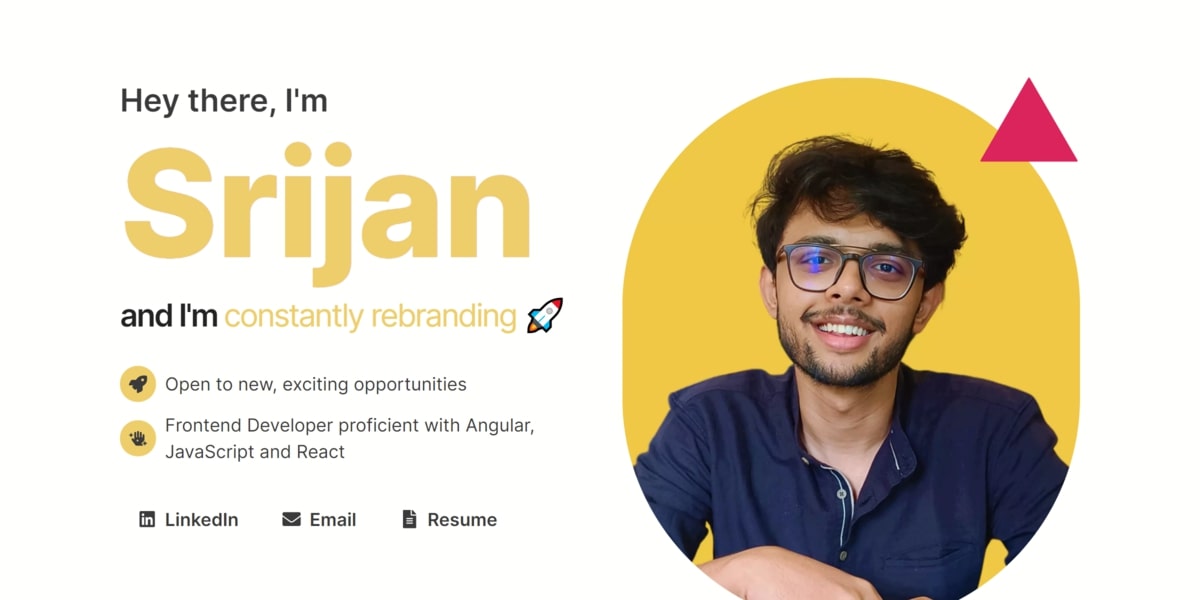 Hey there, I'm
Srijan
and I'm constantly rebranding 🚀
Open to new, exciting opportunities
Frontend Developer proficient with Angular,
JavaScript and React
LinkedIn
Email
Resume